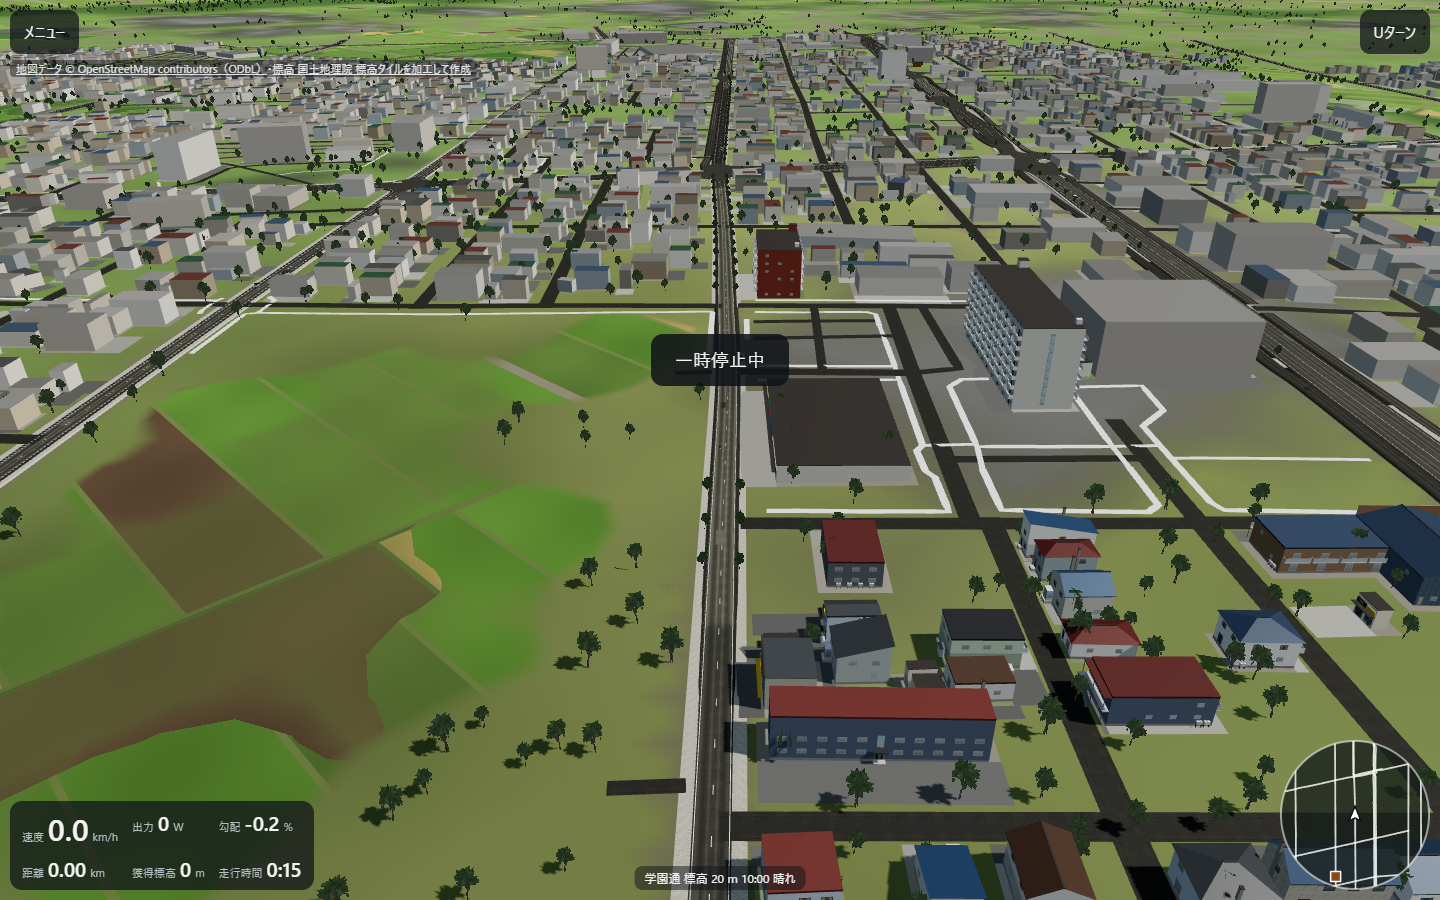 メニュー
Uターン
地図データ © OpenStreetMap contributors（ODbL）・標高 国土地理院 標高タイルを加工して作成
一時停止中
速度 0.0 km/h 出力 0 W 勾配 -0.2 %
距離 0.00 km 獲得標高 0 m 走行時間 0:15
学園通 標高 20 m 10:00 晴れ